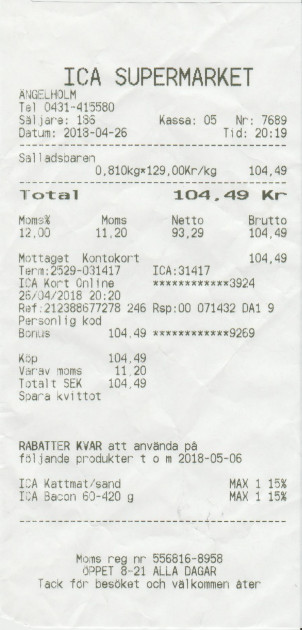 ICA SUPERMARKET
ÄNGELHOLM
Tel 0431-415580
Säljare: 186 Kassa: 05 Nr: 7689
Datum: 2018-04-26 Tid: 20:19
Salladsbaren
0,810kg*129,00Kr/kg 104,49
Total 104,49 Kr
Moms% Moms Netto Brutto
12,00 11,20 93,29 104,49
Mottaget Kontokort 104,49
Term:2529-031417 ICA:31417
ICA Kort Online ************3924
26/04/2018 20:20
Ref:212388677278 246 Rsp:00 071432 DA1 9
Personlig kod
Bonus 104,49 ************9269
Köp 104,49
Varav moms 11,20
Totalt SEK 104,49
Spara kvittot
RABATTER KVAR att använda på
följande produkter t o m 2018-05-06
ICA Kattmat/sand MAX 1 15%
ICA Bacon 60-420 g MAX 1 15%
Moms reg nr 556816-8958
ÖPPET 8-21 ALLA DAGAR
Tack för besöket och välkommen åter